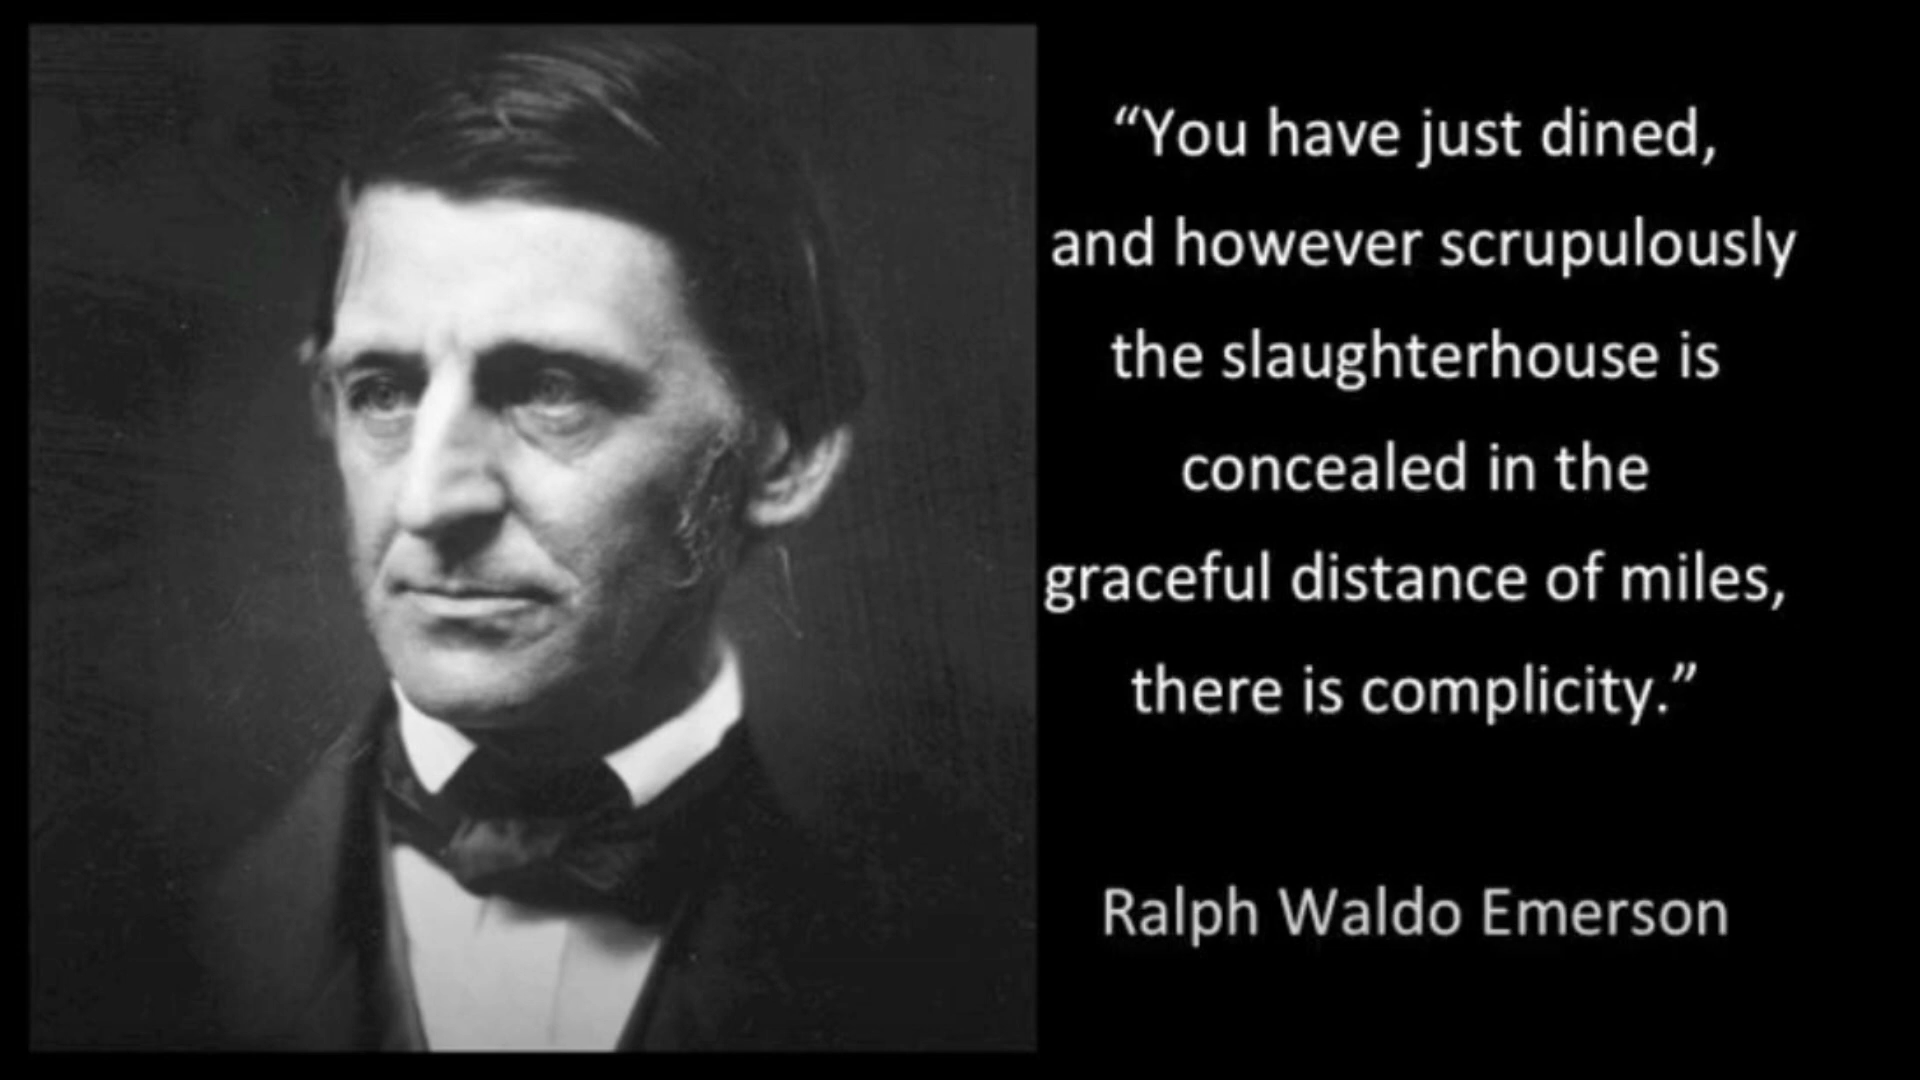 “You have just dined,
and however scrupulously
the slaughterhouse is
concealed in the
graceful distance of miles,
there is complicity.”
Ralph Waldo Emerson